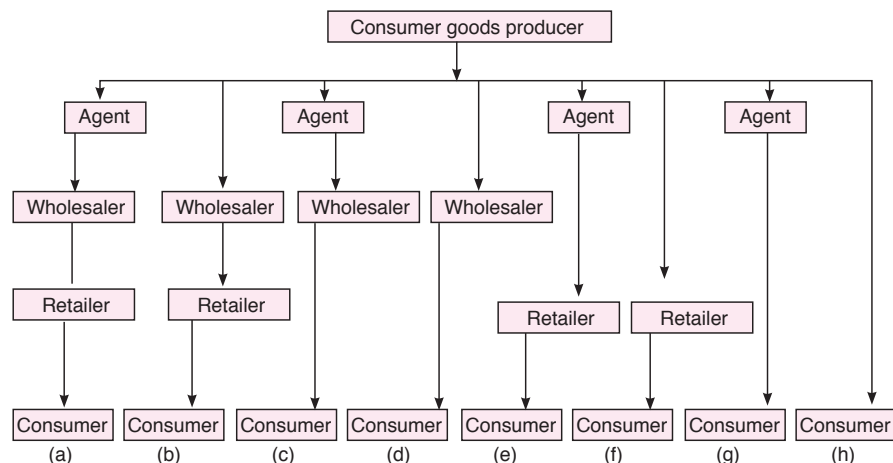 Consumer goods producer
Agent Agent Agent Agent
Wholesaler Wholesaler Wholesaler Wholesaler
Retailer Retailer
Retailer Retailer
Consumer Consumer Consumer Consumer Consumer Consumer Consumer Consumer
(a) (b) (c) (d) (e) (f) (g) (h)